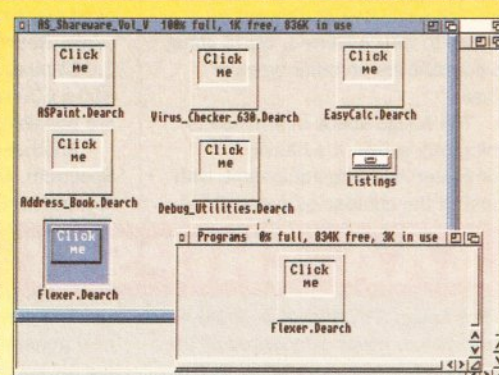 AS_Shareware_Vol_V 100% full, 1K free, 836K in use
Click me
Click me
Click me
ASPaint.Dearch
Virus_Checker_630.Dearch
EasyCalc.Dearch
Click me
Click me
Address_Book.Dearch
Debug_Utilities.Dearch
Listings
Click me
Flexer.Dearch
Programs 0% full, 834K free, 3K in use
Click me
Flexer.Dearch